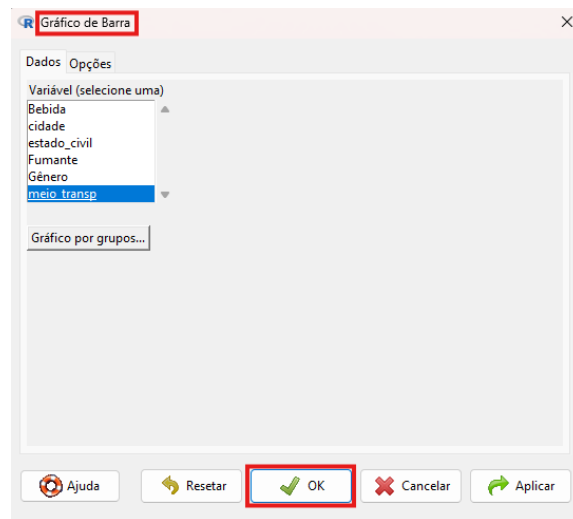 Gráfico de Barra
Dados Opções
Variável (selecione uma)
Bebida
cidade
estado_civil
Fumante
Gênero
meio_transp
Gráfico por grupos...
Ajuda Resetar OK Cancelar Aplicar